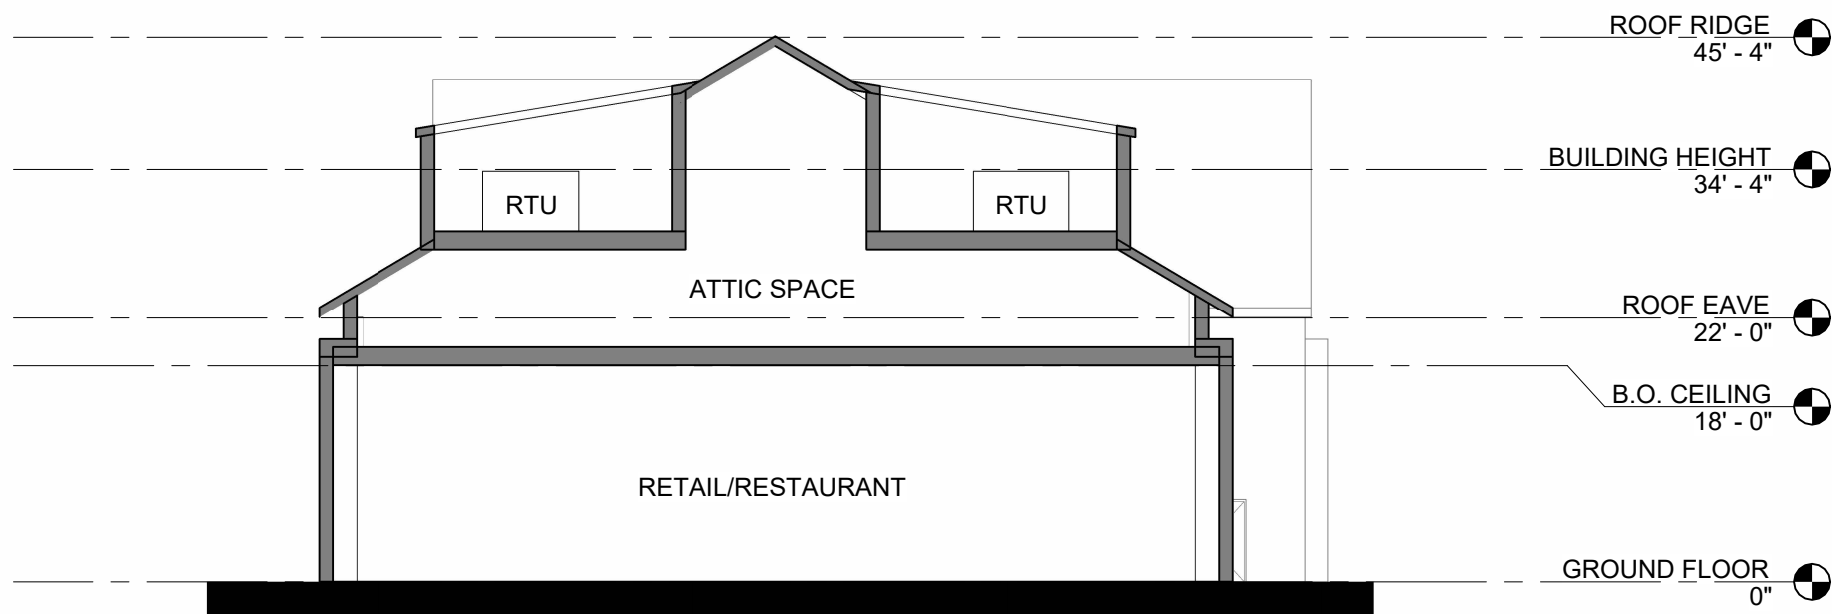 ROOF RIDGE
45' - 4"
BUILDING HEIGHT
34' - 4"
RTU
RTU
ATTIC SPACE
ROOF EAVE
22' - 0"
B.O. CEILING
18' - 0"
RETAIL/RESTAURANT
GROUND FLOOR
0"